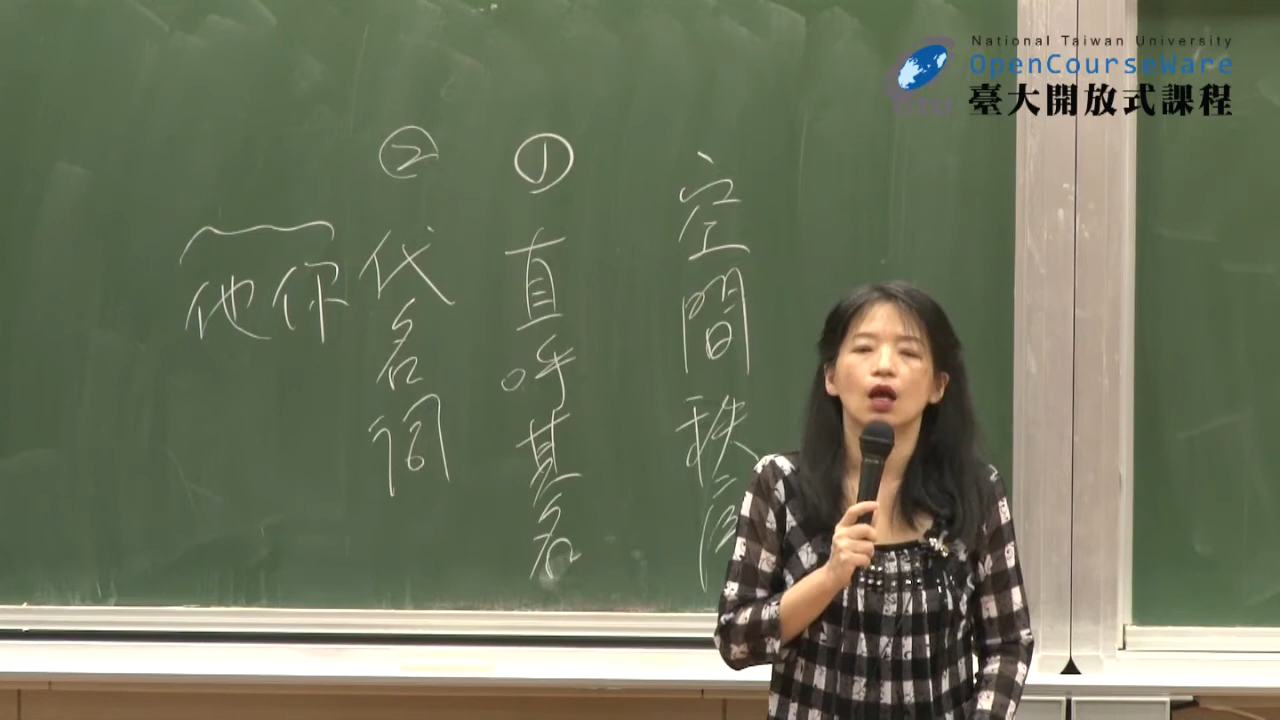 National Taiwan University
OpenCourseWare
臺大開放式課程
空間秩序
① 直呼其名
② 代名詞
你
他